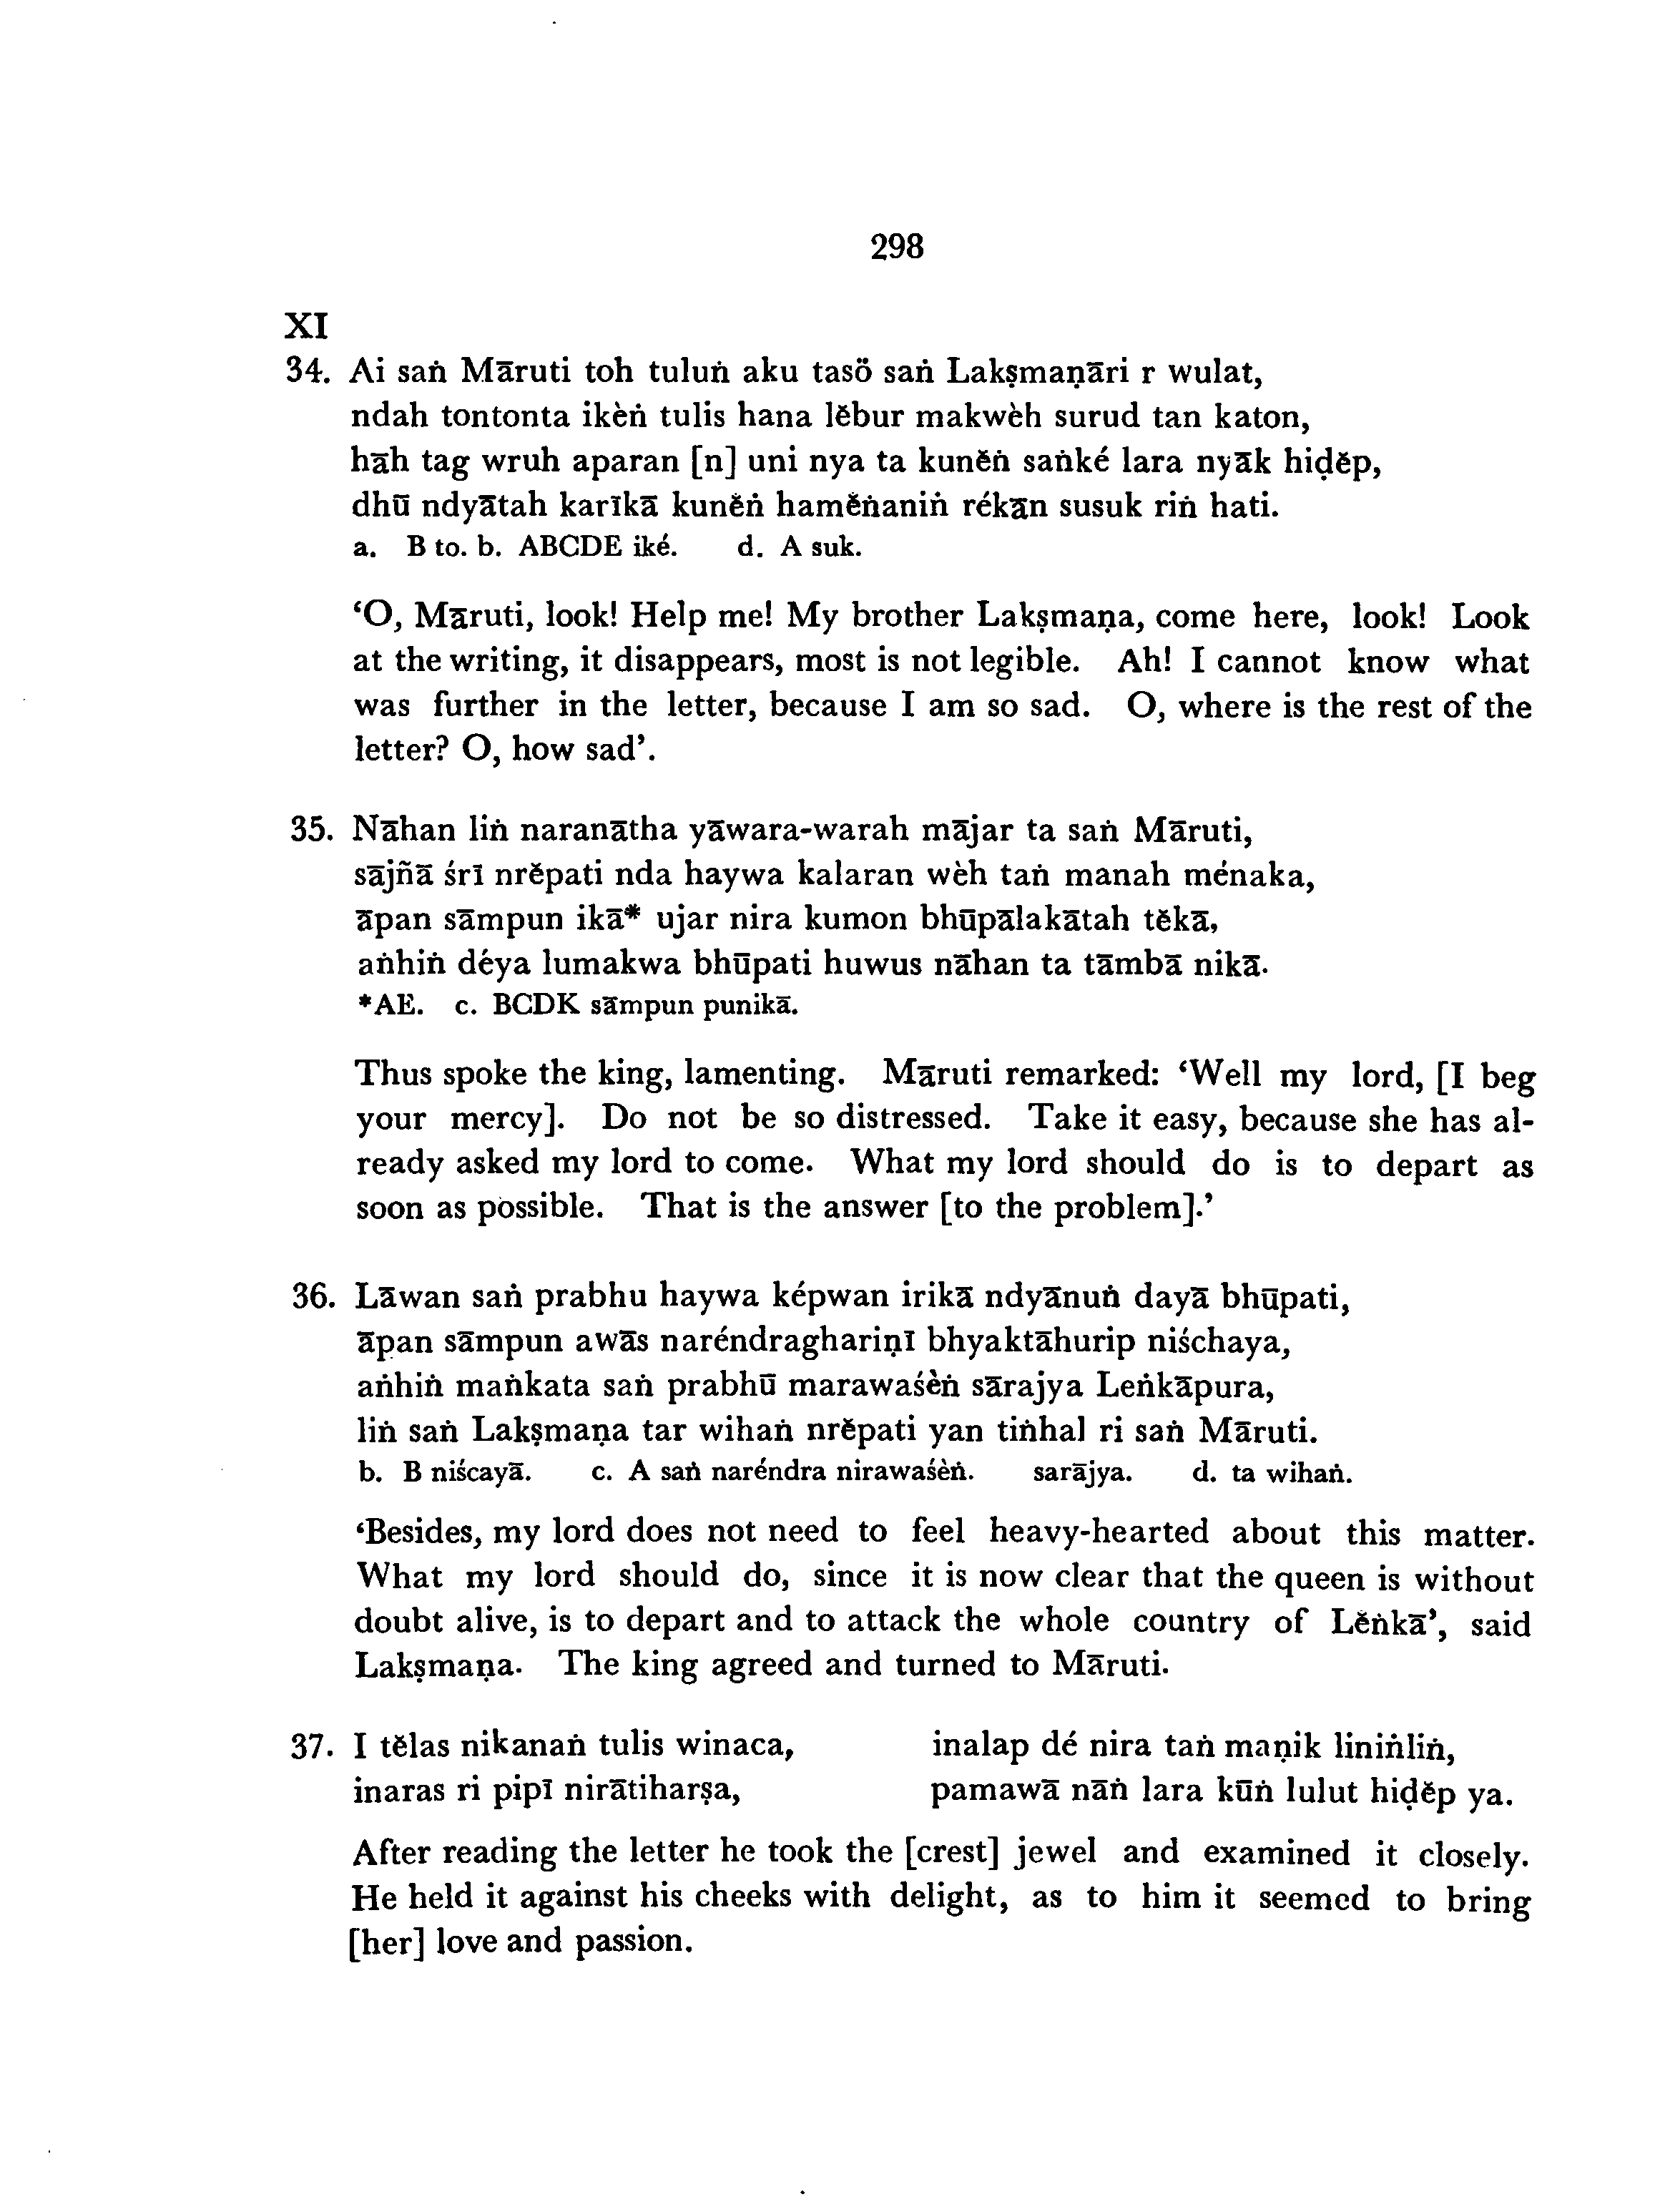 298
XI
34. Ai saṅ Māruti toh tuluṅ aku tasö saṅ Lakṣmaṇāri r wulat,
ndah tontonta ikèṅ tulis hana lĕbur makwèh surud tan katon,
hāh tag wruh aparan [n] uni nya ta kunĕṅ saṅké lara nyāk hiḍĕp,
dhū ndyātah karīkā kunĕṅ hamĕṅaniṅ rékān susuk riṅ hati.
a. B to. b. ABCDE iké. d. A suk.
‘O, Māruti, look! Help me! My brother Lakṣmaṇa, come here, look! Look
at the writing, it disappears, most is not legible. Ah! I cannot know what
was further in the letter, because I am so sad. O, where is the rest of the
letter? O, how sad’.
35. Nāhan liṅ naranātha yāwara-warah mājar ta saṅ Māruti,
sājñā śrī nrĕpati nda haywa kalaran wèh taṅ manah ménaka,
āpan sāmpun ikā* ujar nira kumon bhūpālakātah tĕkā,
aṅhiṅ déya lumakwa bhūpati huwus nāhan ta tāmbā nikā.
*AE. c. BCDK sāmpun punikā.
Thus spoke the king, lamenting. Māruti remarked: ‘Well my lord, [I beg
your mercy]. Do not be so distressed. Take it easy, because she has al-
ready asked my lord to come. What my lord should do is to depart as
soon as possible. That is the answer [to the problem].’
36. Lāwan saṅ prabhu haywa képwan irikā ndyānuṅ dayā bhūpati,
āpan sāmpun awās naréndraghariṇī bhyaktāhurip niśchaya,
aṅhiṅ maṅkata saṅ prabhū marawaśèṅ sārajya Leṅkāpura,
liṅ saṅ Lakṣmaṇa tar wihaṅ nrĕpati yan tiṅhal ri saṅ Māruti.
b. B niścayā. c. A saṅ naréndra nirawaśèṅ. sarājya. d. ta wihaṅ.
‘Besides, my lord does not need to feel heavy-hearted about this matter.
What my lord should do, since it is now clear that the queen is without
doubt alive, is to depart and to attack the whole country of Lĕṅkā’, said
Lakṣmaṇa. The king agreed and turned to Māruti.
37. I tĕlas nikanaṅ tulis winaca, inalap dé nira taṅ maṇik liniṅliṅ,
inaras ri pipī nirātiharṣa, pamawā nāṅ lara kūṅ lulut hiḍĕp ya.
After reading the letter he took the [crest] jewel and examined it closely.
He held it against his cheeks with delight, as to him it seemed to bring
[her] love and passion.